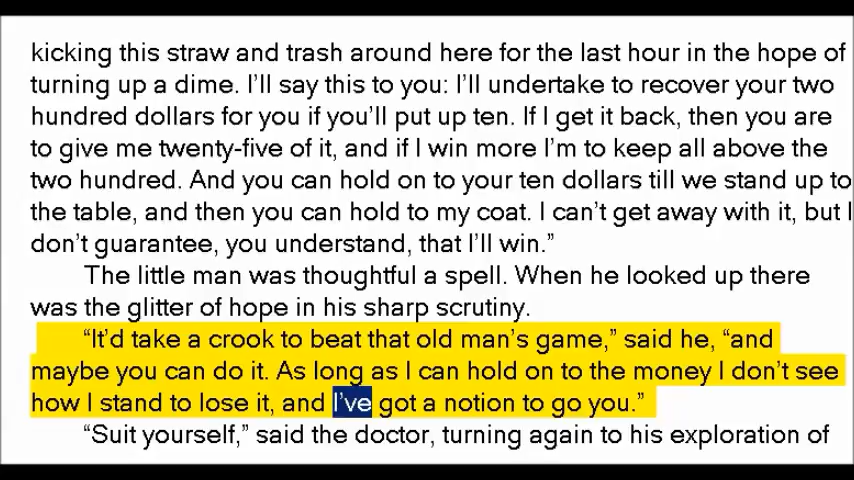 kicking this straw and trash around here for the last hour in the hope of
turning up a dime. I’ll say this to you: I’ll undertake to recover your two
hundred dollars for you if you’ll put up ten. If I get it back, then you are
to give me twenty-five of it, and if I win more I’m to keep all above the
two hundred. And you can hold on to your ten dollars till we stand up to
the table, and then you can hold to my coat. I can’t get away with it, but I
don’t guarantee, you understand, that I’ll win.”
The little man was thoughtful a spell. When he looked up there
was the glitter of hope in his sharp scrutiny.
“It’d take a crook to beat that old man’s game,” said he, “and
maybe you can do it. As long as I can hold on to the money I don’t see
how I stand to lose it, and I’ve got a notion to go you.”
“Suit yourself,” said the doctor, turning again to his exploration of